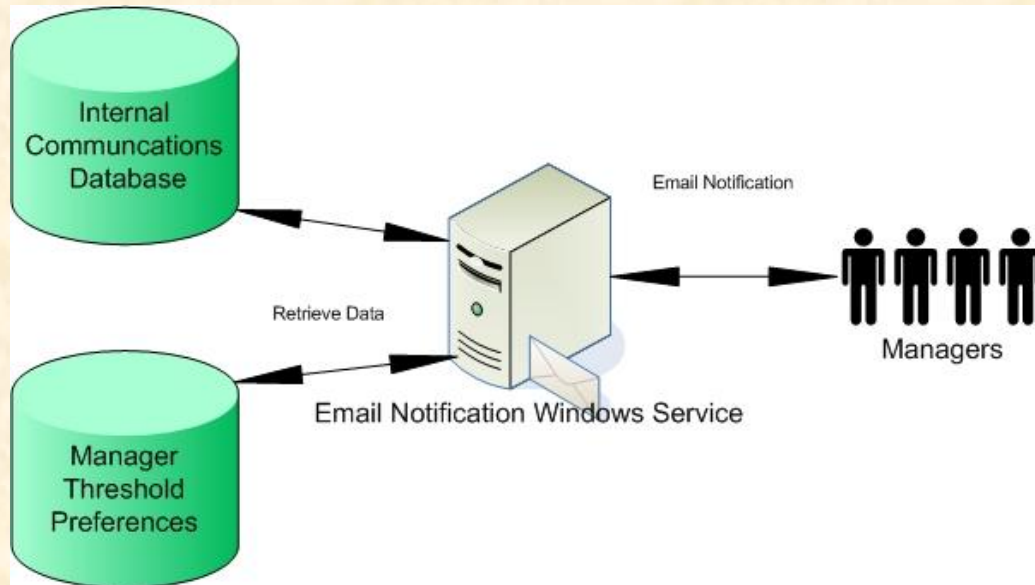 Internal
Communcations
Database
Email Notification
Retrieve Data
Managers
Email Notification Windows Service
Manager
Threshold
Preferences